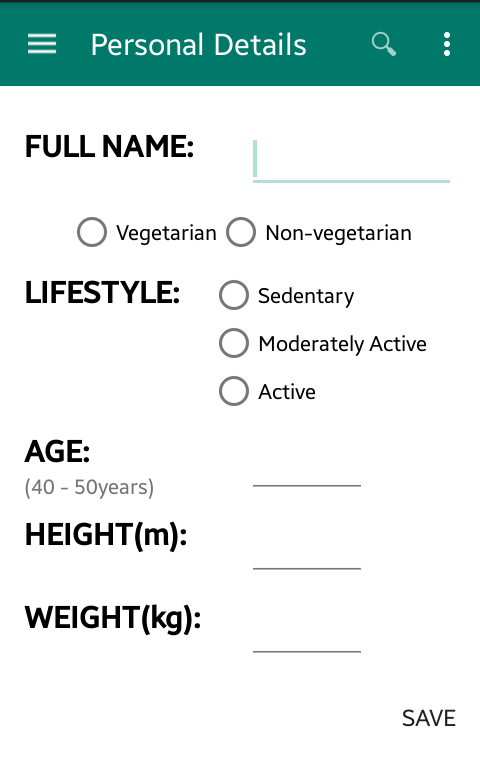 Personal Details
FULL NAME:
Vegetarian Non-vegetarian
LIFESTYLE: Sedentary
Moderately Active
Active
AGE:
(40 - 50years)
HEIGHT(m):
WEIGHT(kg):
SAVE